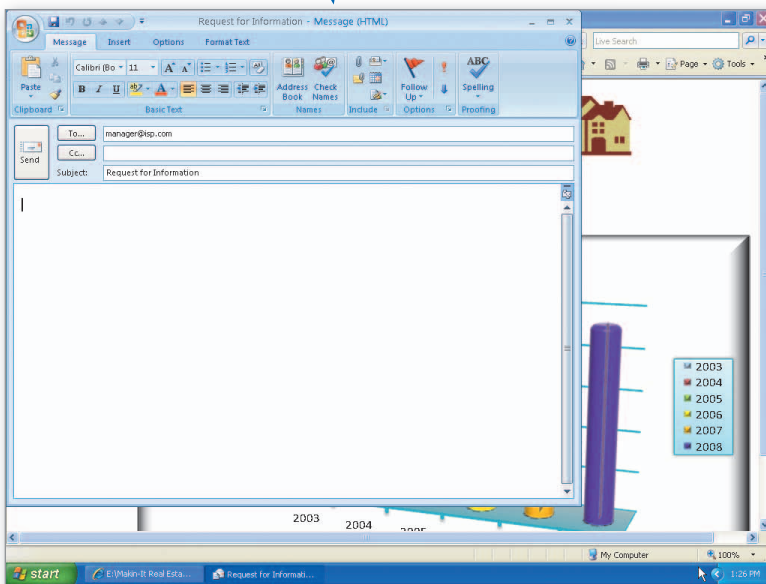 Request for Information - Message (HTML)
Message Insert Options Format Text
Live Search
Page Tools
Paste
Calibri (Bo 11
A A
B I U ab A
Address Book
Check Names
Follow Up
ABC
Spelling
Clipboard Basic Text Names Include Options Proofing
Send
To... manager@isp.com
Cc...
Subject: Request for Information
2003
2004
2005
2006
2007
2008
2003
2004
My Computer 100%
start E:\Makin-It Real Esta... Request for Informati... 1:26 PM